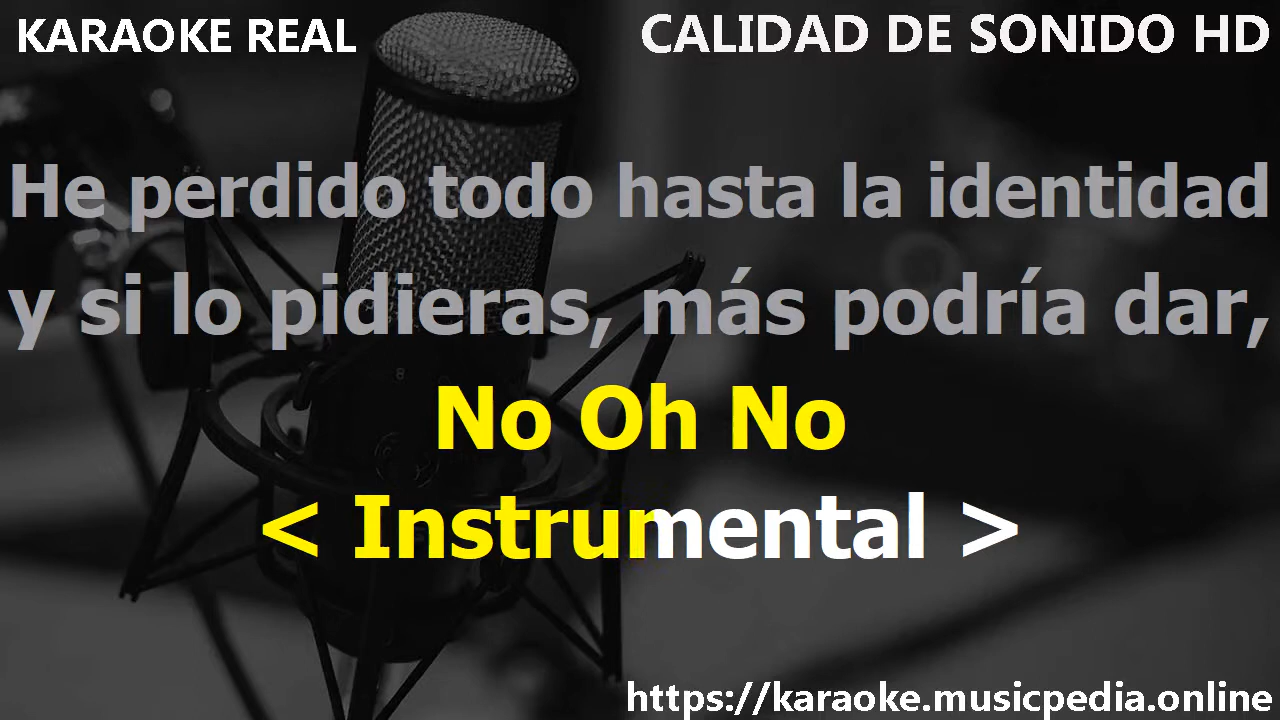 KARAOKE REAL
CALIDAD DE SONIDO HD
He perdido todo hasta la identidad
y si lo pidieras, más podría dar,
No Oh No
< Instrumental >
https://karaoke.musicpedia.online